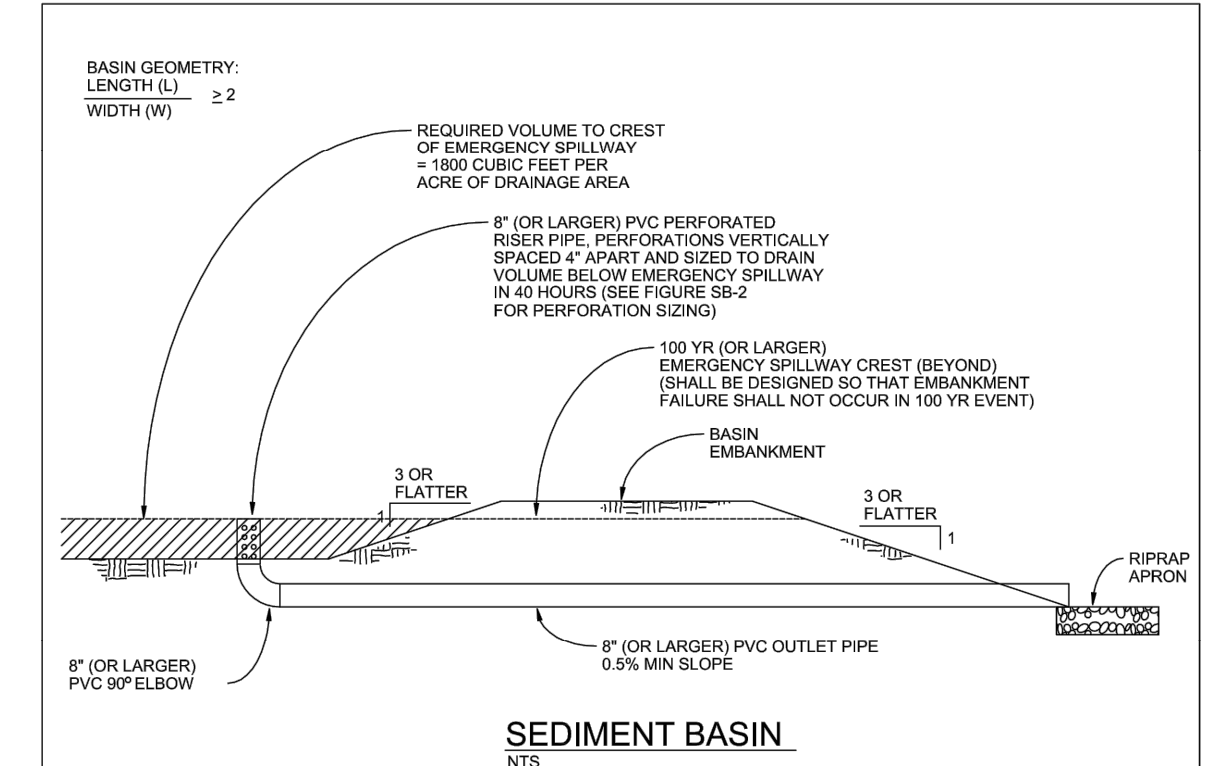 BASIN GEOMETRY:
LENGTH (L)
WIDTH (W)
≥ 2
REQUIRED VOLUME TO CREST
OF EMERGENCY SPILLWAY
= 1800 CUBIC FEET PER
ACRE OF DRAINAGE AREA
8" (OR LARGER) PVC PERFORATED
RISER PIPE, PERFORATIONS VERTICALLY
SPACED 4" APART AND SIZED TO DRAIN
VOLUME BELOW EMERGENCY SPILLWAY
IN 40 HOURS (SEE FIGURE SB-2
FOR PERFORATION SIZING)
100 YR (OR LARGER)
EMERGENCY SPILLWAY CREST (BEYOND)
(SHALL BE DESIGNED SO THAT EMBANKMENT
FAILURE SHALL NOT OCCUR IN 100 YR EVENT)
BASIN
EMBANKMENT
3 OR
FLATTER
1
3 OR
FLATTER
1
RIPRAP
APRON
8" (OR LARGER) PVC OUTLET PIPE
0.5% MIN SLOPE
8" (OR LARGER)
PVC 90º ELBOW
SEDIMENT BASIN
NTS